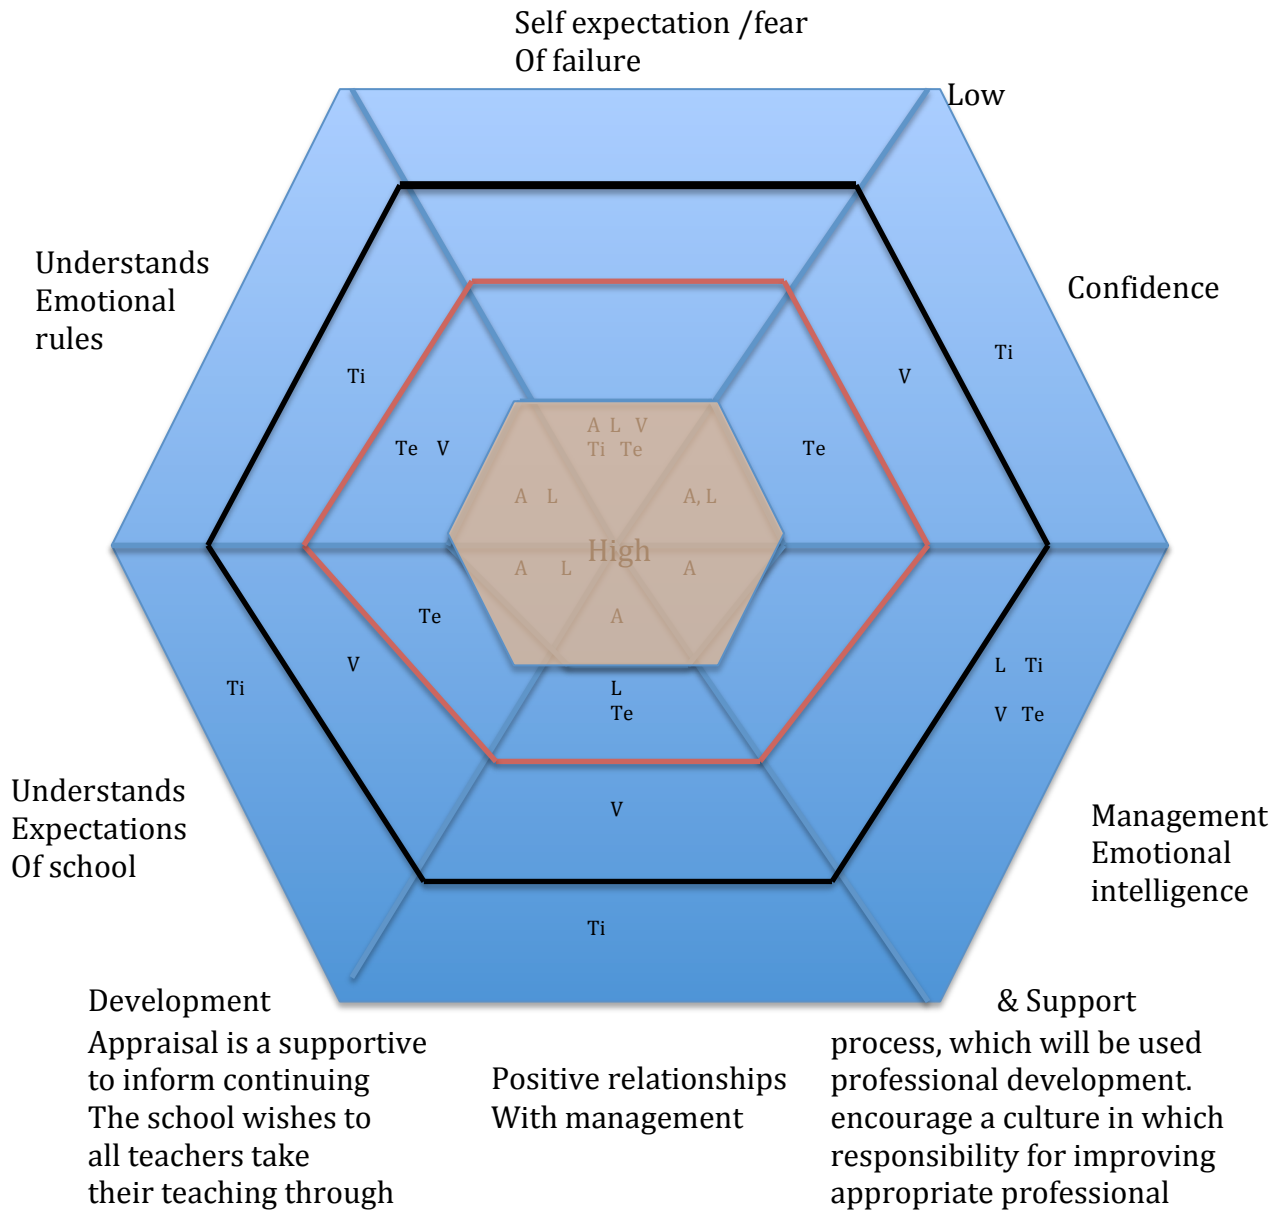 Self expectation /fear
Of failure
Low
Understands
Emotional
rules
Confidence
Ti
Ti
V
Te V
Te
A L V
Ti Te
A L
A, L
High
A L
A
Te
A
V
Ti
L
Te
L Ti
V Te
V
Ti
Understands
Expectations
Of school
Management
Emotional
intelligence
Development & Support
Appraisal is a supportive process, which will be used
to inform continuing professional development.
The school wishes to encourage a culture in which
all teachers take responsibility for improving
their teaching through appropriate professional
Positive relationships
With management